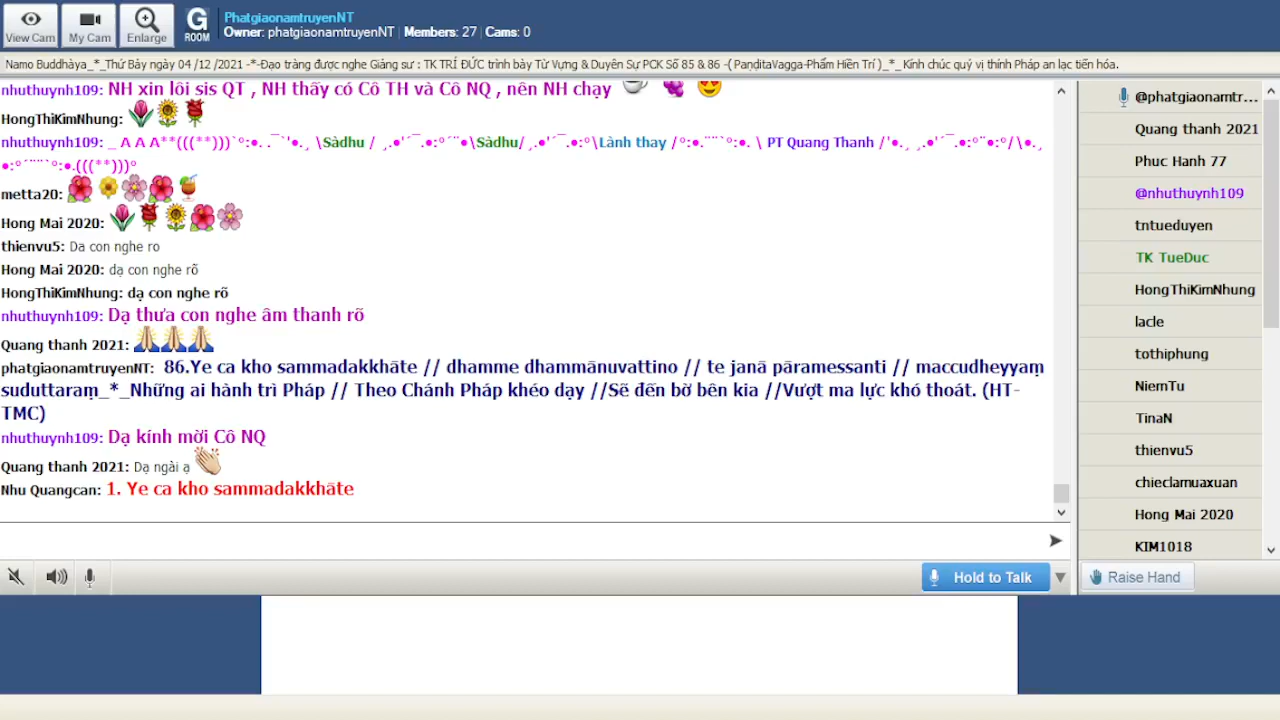 View Cam
My Cam
Enlarge
G
ROOM
PhatgiaonamtruyenNT
Owner: phatgiaonamtruyenNT | Members: 27 | Cams: 0
Namo Buddhàya_*_Thứ Bảy ngày 04 /12 /2021 -*-Đạo tràng được nghe Giảng sư : TK TRÍ ĐỨC trình bày Từ Vựng & Duyên Sự PCK Số 85 & 86 -( PaṇḍitaVagga-Phẩm Hiền Trí )_*_ Kính chúc quý vị thính Pháp an lạc tiến hóa.
nhuthuynh109: NH xin lỗi sis QT , NH thấy có Cô TH và Cô NQ , nên NH chạy
HongThiKimNhung:
nhuthuynh109: _ Λ Λ Λ**(((**)))`°:•. .¯`'•.¸ \Sàdhu / ¸.•'´¯.•:°´¨•\Sàdhu/ ¸.•'´¯.•:°\Lành thay /°:•.¨¨`°:•. \ PT Quang Thanh /'•.¸ ¸.•'´¯.•:°¨•:°/\•.¸
•:°´¨¨`°:•.(((**)))°
metta20:
Hong Mai 2020:
thienvu5: Da con nghe ro
Hong Mai 2020: dạ con nghe rõ
HongThiKimNhung: dạ con nghe rõ
nhuthuynh109: Dạ thưa con nghe âm thanh rõ
Quang thanh 2021:
phatgiaonamtruyenNT: 86.Ye ca kho sammadakkhāte // dhamme dhammānuvattino // te janā pāramessanti // maccudheyyaṃ
suduttaraṃ_*_Những ai hành trì Pháp // Theo Chánh Pháp khéo dạy //Sẽ đến bờ bên kia //Vượt ma lực khó thoát. (HT-
TMC)
nhuthuynh109: Dạ kính mời Cô NQ
Quang thanh 2021: Dạ ngài ạ
Nhu Quangcan: 1. Ye ca kho sammadakkhāte
@phatgiaonamtr...
Quang thanh 2021
Phuc Hanh 77
@nhuthuynh109
tntueduyen
TK TueDuc
HongThiKimNhung
lacle
tothiphung
NiemTu
TinaN
thienvu5
chieclamuaxuan
Hong Mai 2020
KIM1018
Hold to Talk
Raise Hand